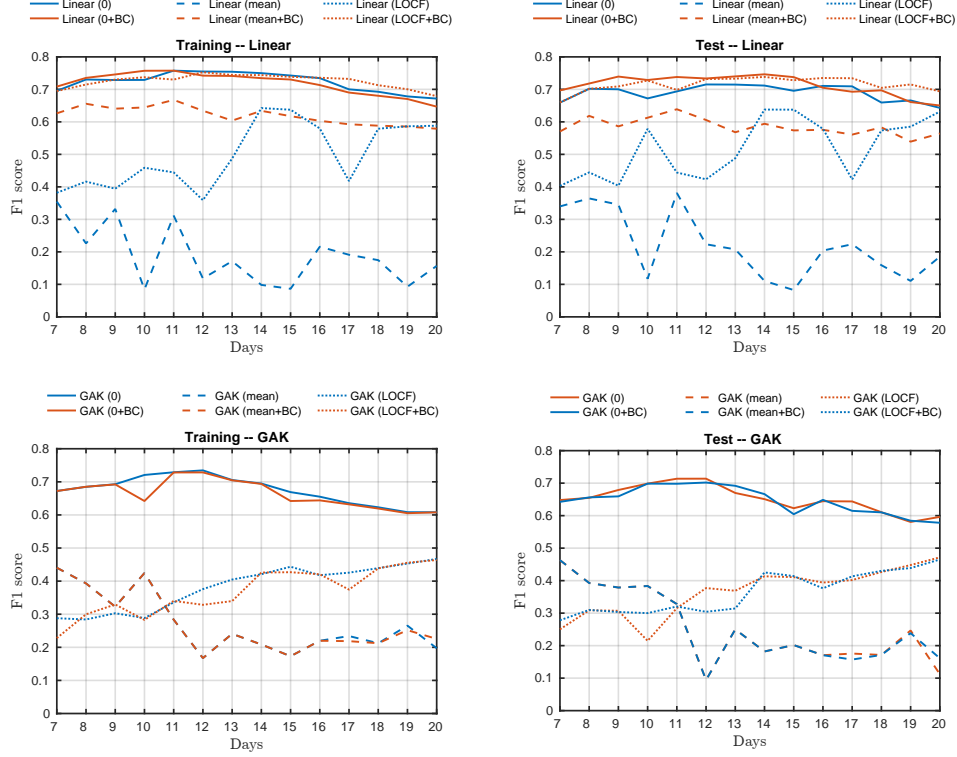 Linear (0) Linear (mean) Linear (LOCF)
Linear (0+BC) Linear (mean+BC) Linear (LOCF+BC)
Training -- Linear
0.8
0.7
0.6
0.5
0.4
0.3
0.2
0.1
0
F1 score
7 8 9 10 11 12 13 14 15 16 17 18 19 20
Days
Linear (0) Linear (mean) Linear (LOCF)
Linear (0+BC) Linear (mean+BC) Linear (LOCF+BC)
Test -- Linear
0.8
0.7
0.6
0.5
0.4
0.3
0.2
0.1
0
F1 score
7 8 9 10 11 12 13 14 15 16 17 18 19 20
Days
GAK (0) GAK (mean) GAK (LOCF)
GAK (0+BC) GAK (mean+BC) GAK (LOCF+BC)
Training -- GAK
0.8
0.7
0.6
0.5
0.4
0.3
0.2
0.1
0
F1 score
7 8 9 10 11 12 13 14 15 16 17 18 19 20
Days
GAK (0) GAK (mean) GAK (LOCF)
GAK (0+BC) GAK (mean+BC) GAK (LOCF+BC)
Test -- GAK
0.8
0.7
0.6
0.5
0.4
0.3
0.2
0.1
0
F1 score
7 8 9 10 11 12 13 14 15 16 17 18 19 20
Days